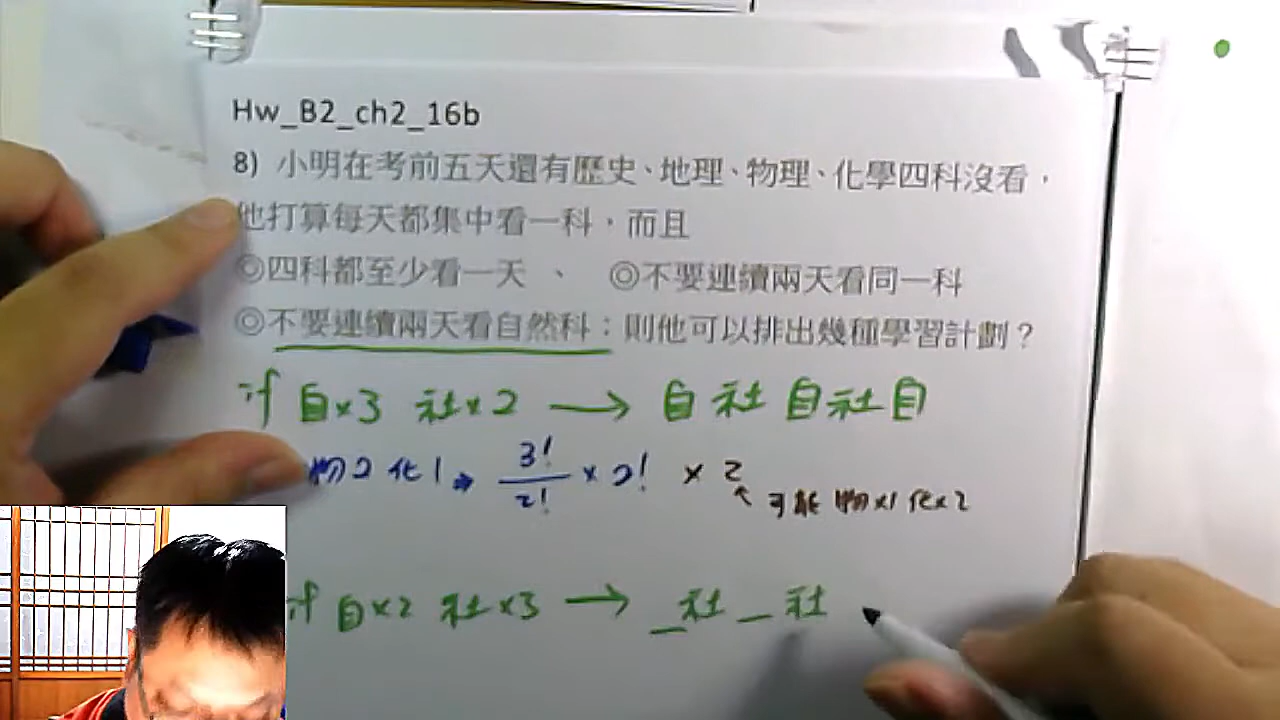 Hw_B2_ch2_16b
8) 小明在考前五天還有歷史、地理、物理、化學四科沒看，
他打算每天都集中看一科，而且
◎四科都至少看一天 、 ◎不要連續兩天看同一科
◎不要連續兩天看自然科：則他可以排出幾種學習計劃？
if 自×3 社×2 → 自社自社自
物2 化1 ⇒ 3!/2! × 2! × 2
↖ 可能 物×1 化×2
if 自×2 社×3 → _社_社